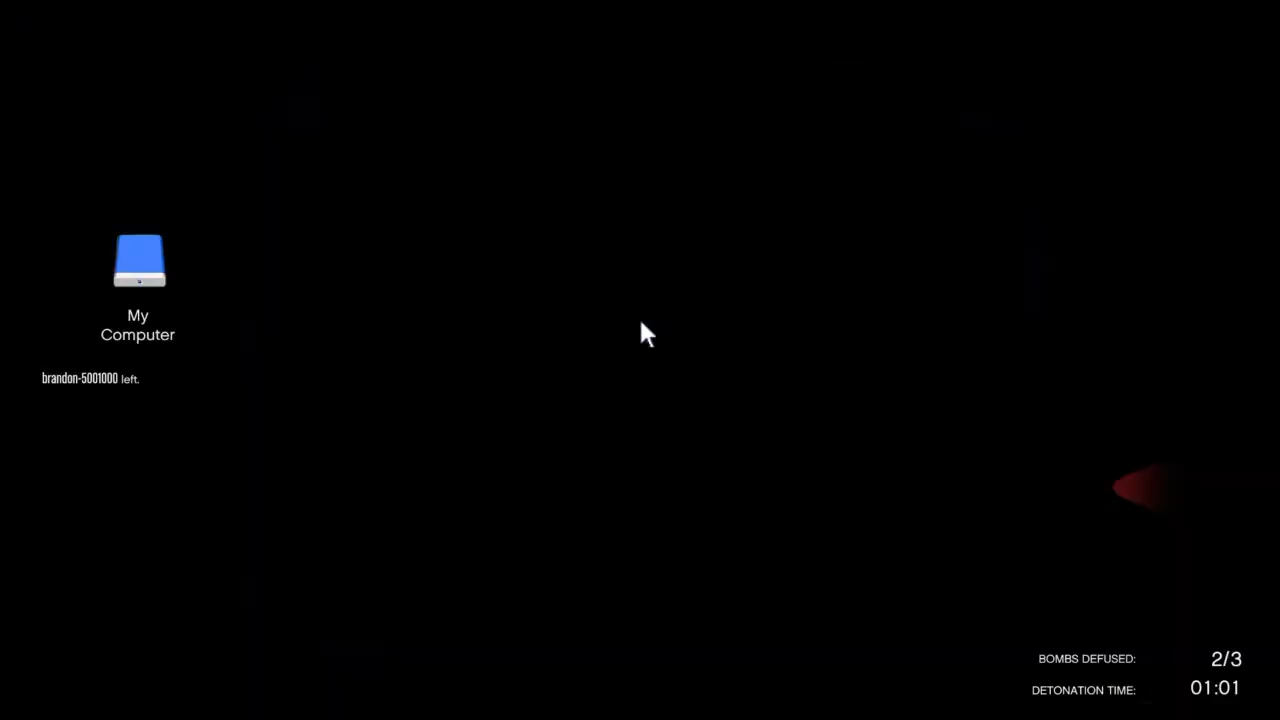 My
Computer
brandon-5001000 left.
BOMBS DEFUSED: 2/3
DETONATION TIME: 01:01